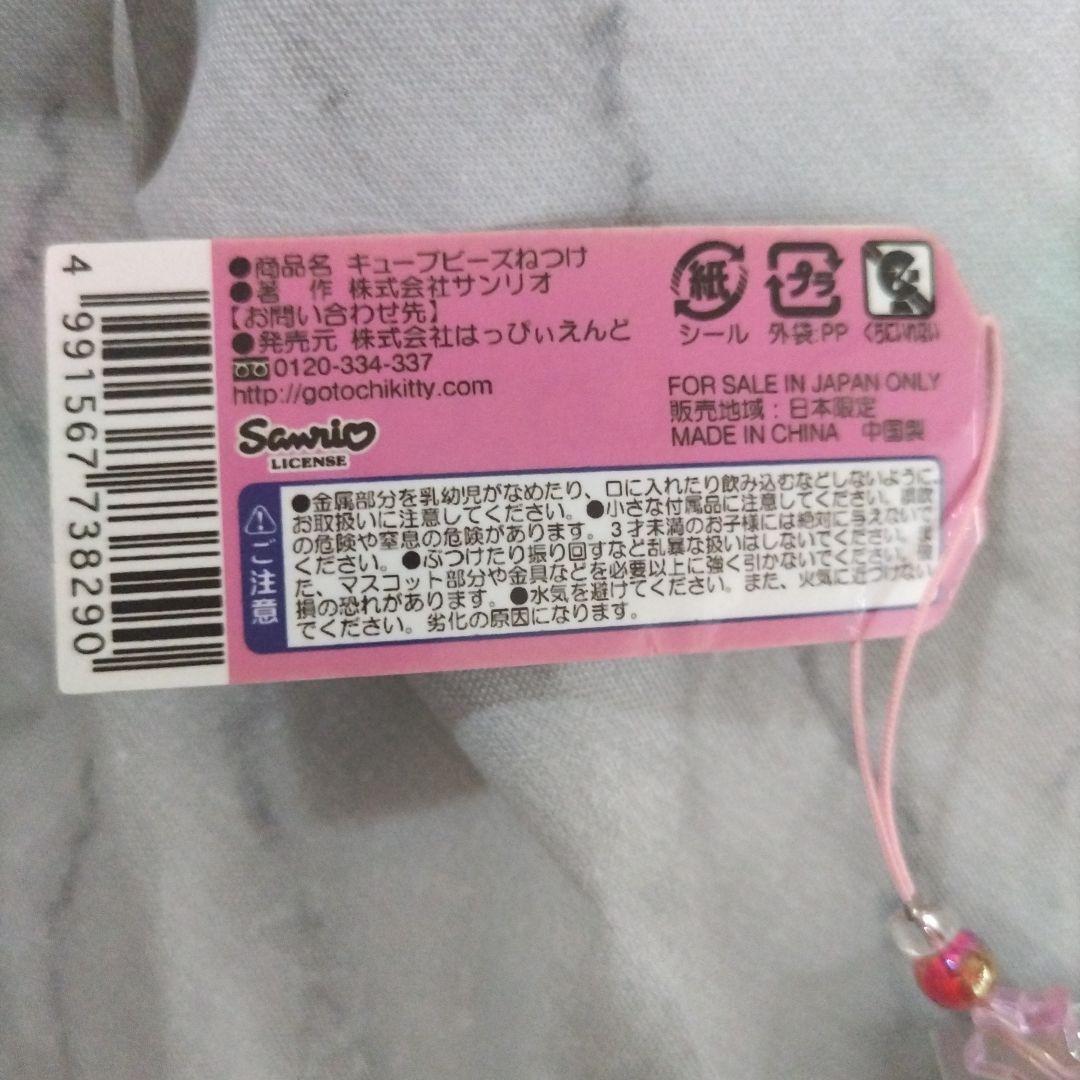 4 991567 738290
●商品名 キューブビーズねつけ
●著 作 株式会社サンリオ
【お問い合わせ先】
●発売元 株式会社はっぴぃえんど
0120-334-337
http://gotochikitty.com
Sanrio
LICENSE
紙
シール
プラ
外袋:PP
くちにいれない
FOR SALE IN JAPAN ONLY
販売地域:日本限定
MADE IN CHINA 中国製
ご注意
●金属部分を乳幼児がなめたり、口に入れたり飲み込むなどしないように
お取扱いに注意してください。●小さな付属品に注意してください。誤飲
の危険や窒息の危険があります。3才未満のお子様には絶対に与えないで
ください。●ぶつけたり振り回すなど乱暴な扱いはしないでください。
た、マスコット部分や金具などを必要以上に強く引かないでください。破
損の恐れがあります。●水気を避けてください。また、火気に近づけない
でください。劣化の原因になります。